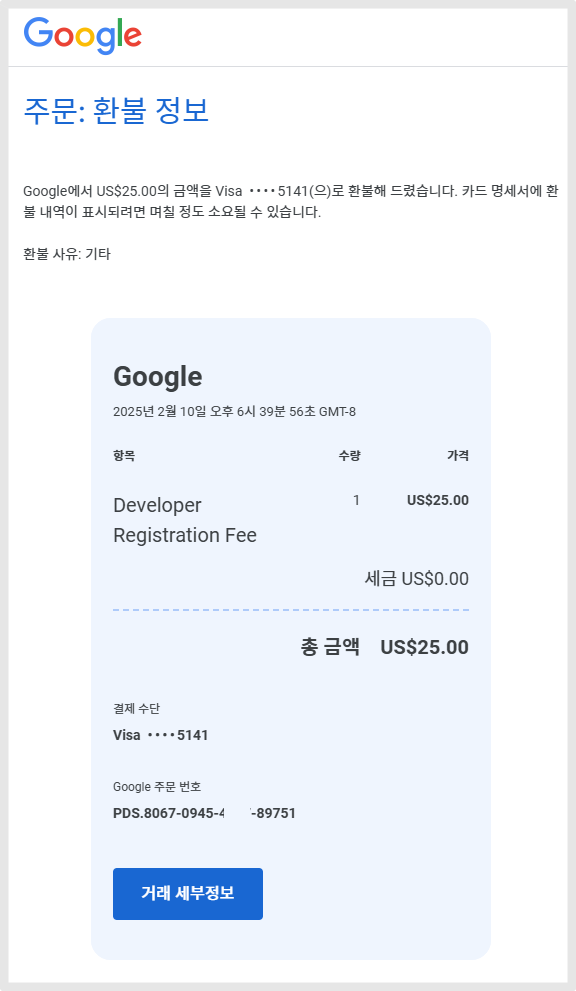 Google
주문: 환불 정보
Google에서 US$25.00의 금액을 Visa ••••5141(으)로 환불해 드렸습니다. 카드 명세서에 환
불 내역이 표시되려면 며칠 정도 소요될 수 있습니다.
환불 사유: 기타
Google
2025년 2월 10일 오후 6시 39분 56초 GMT-8
항목 수량 가격
Developer 1 US$25.00
Registration Fee
세금 US$0.00
총 금액 US$25.00
결제 수단
Visa ••••5141
Google 주문 번호
PDS.8067-0945- -89751
거래 세부정보